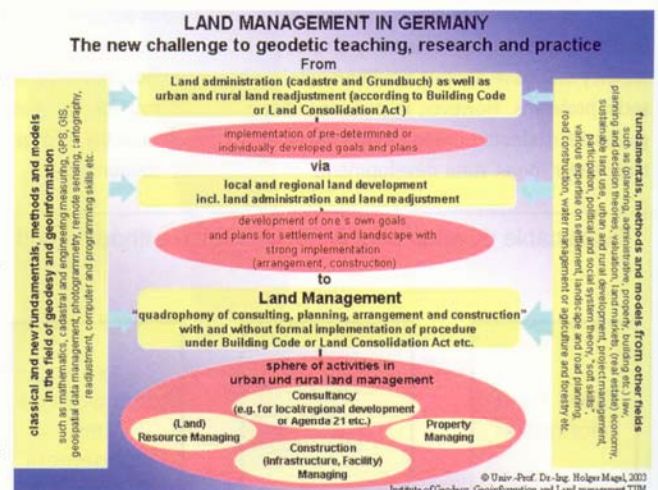 LAND MANAGEMENT IN GERMANY
The new challenge to geodetic teaching, research and practice
From
Land administration (cadastre and Grundbuch) as well as
urban and rural land readjustment (according to Building Code
or Land Consolidation Act )
implementation of pre-determined or
individually developed goals and plans
via
local and regional land development
incl. land administration and land readjustment
development of one´s own goals
and plans for settlement and landscape with
strong implementation
(arrangement, construction)
to
Land Management
"quadrophony of consulting, planning, arrangement and construction"
with and without formal implementation of procedure
under Building Code or Land Consolidation Act etc.
sphere of activities in
urban und rural land management
Consultancy
(e.g. for local/regional development
or Agenda 21 etc.)
(Land)
Resource Managing
Property
Managing
Construction
(Infrastructure, Facility)
Managing
classical and new fundamentals, methods and models
in the field of geodesy and geoinformation
such as mathematics, cadastral and engineering measuring, GPS, GIS,
geospatial data management, photogrammetry, remote sensing, cartography,
readjustment, computer and programming skills etc.
fundamentals, methods and models from other fields
such as (planning, administrative, property, building etc.) law,
planning and decision theories, valuation, land markets, (real estate) economy,
sustainable land use, urban and rural development, project management,
participation, political and social system theory, "soft skills",
various expertise on settlement, landscape and road planning,
road construction, water management or agriculture and forestry etc.
© Univ.-Prof. Dr.-Ing. Holger Magel, 2003
Institute of Geodesy, Geoinformation and Land management TUM